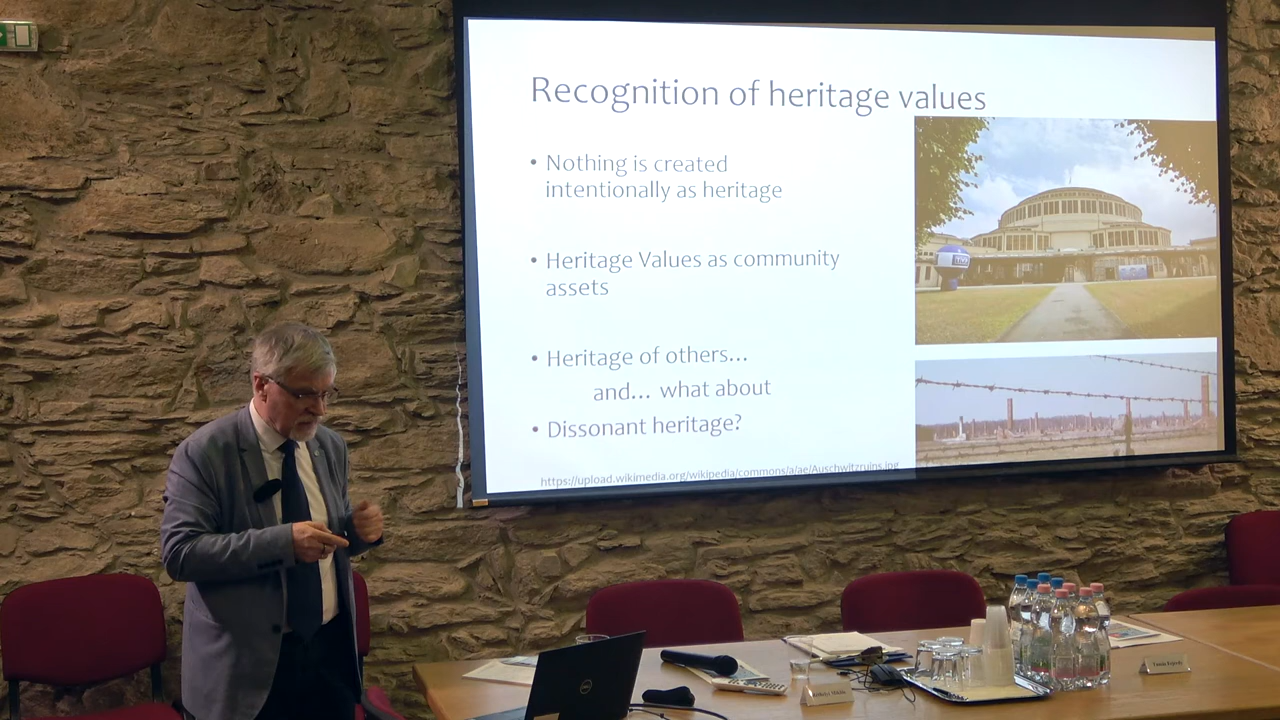 Recognition of heritage values
• Nothing is created
intentionally as heritage
• Heritage Values as community
assets
• Heritage of others...
and... what about
• Dissonant heritage?
https://upload.wikimedia.org/wikipedia/commons/a/ae/Auschwitzruins.jpg
DELL